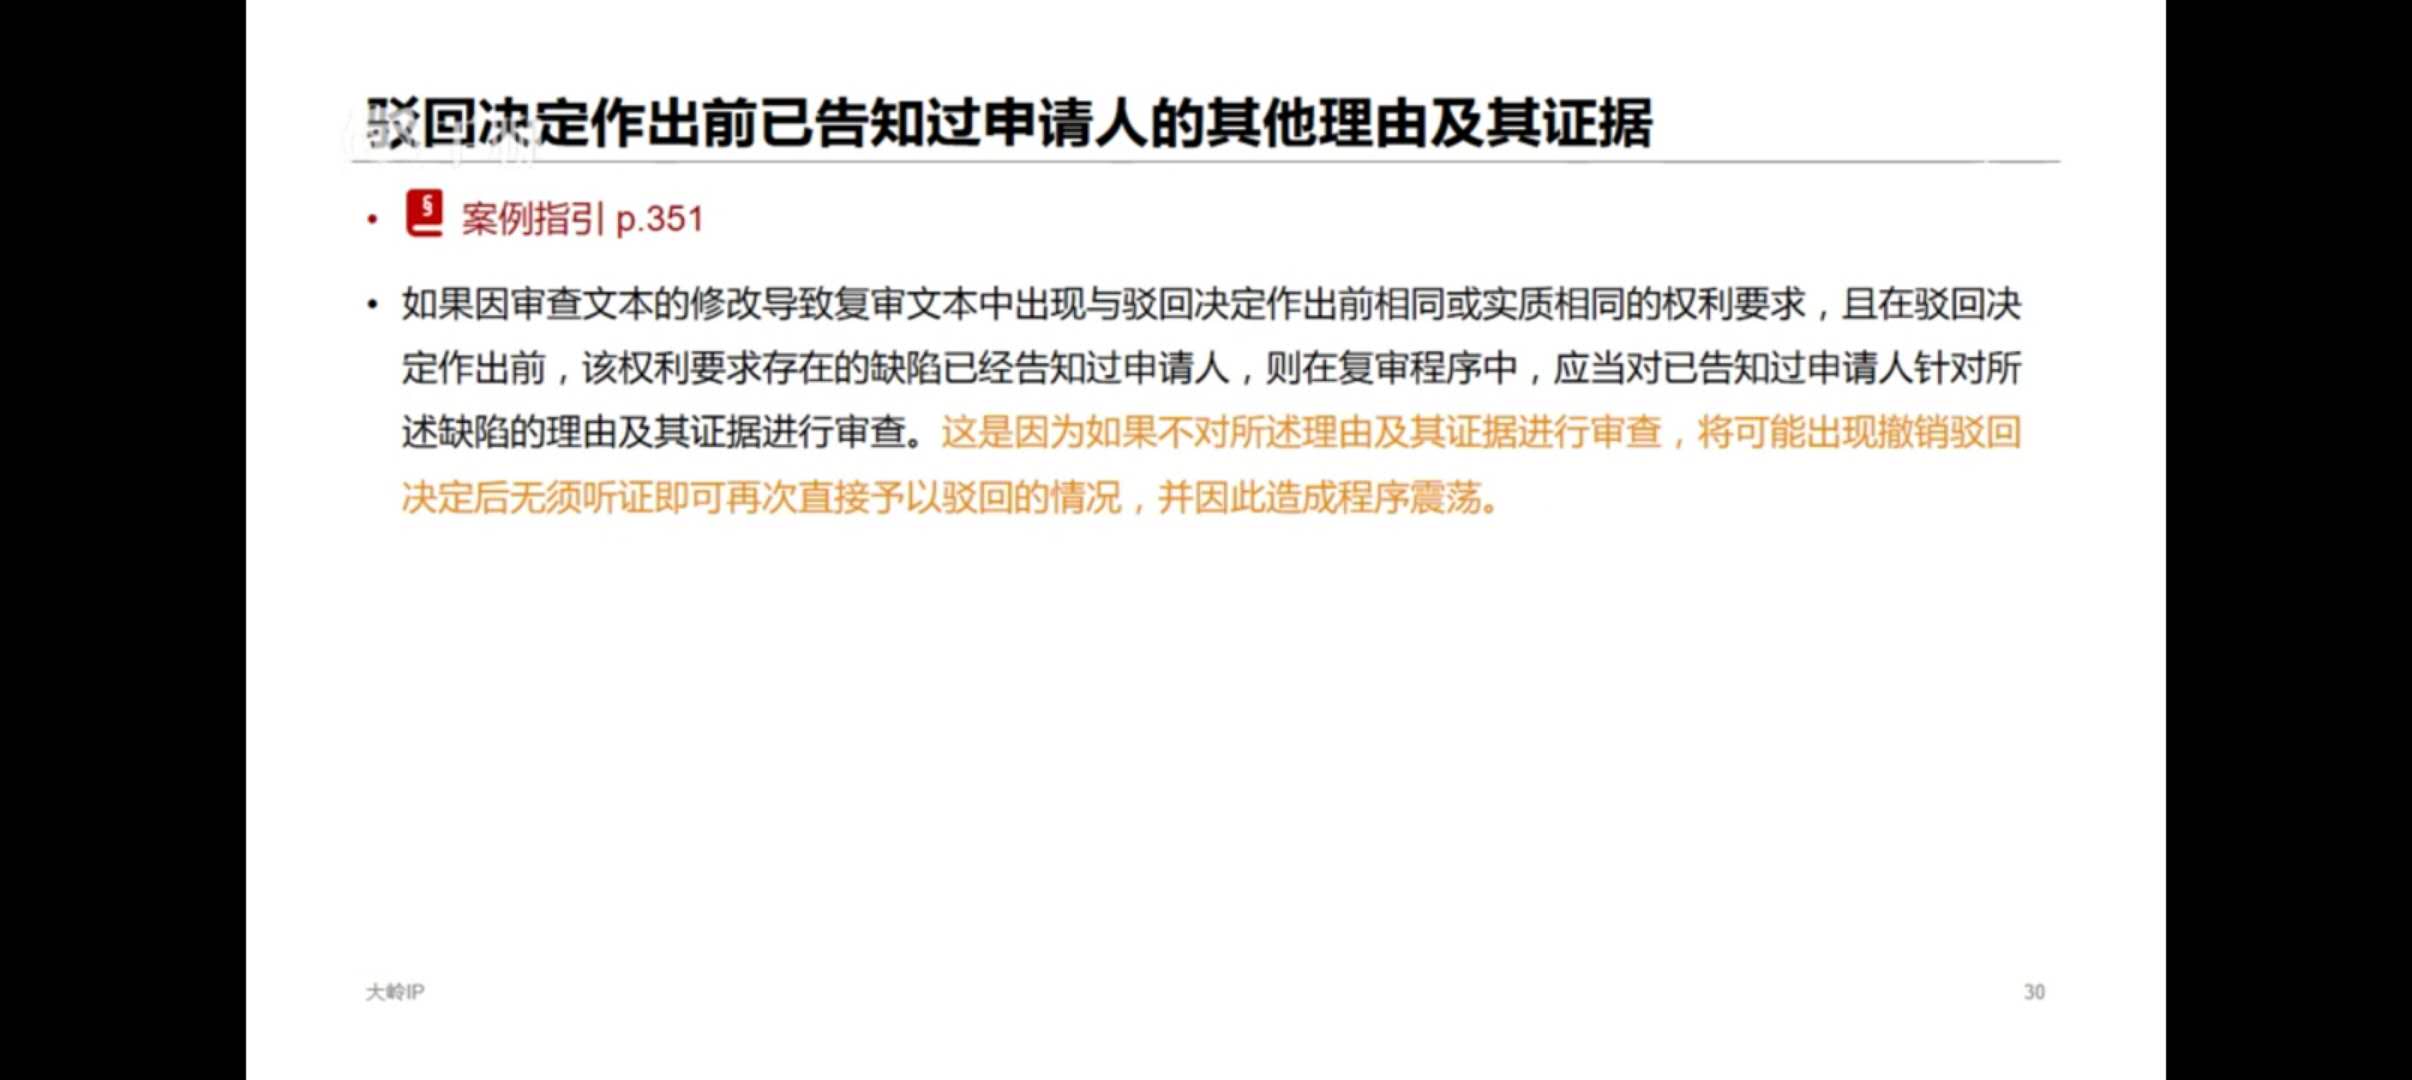 驳回决定作出前已告知过申请人的其他理由及其证据
• § 案例指引 p.351
• 如果因审查文本的修改导致复审文本中出现与驳回决定作出前相同或实质相同的权利要求，且在驳回决
定作出前，该权利要求存在的缺陷已经告知过申请人，则在复审程序中，应当对已告知过申请人针对所
述缺陷的理由及其证据进行审查。这是因为如果不对所述理由及其证据进行审查，将可能出现撤销驳回
决定后无须听证即可再次直接予以驳回的情况，并因此造成程序震荡。
大岭IP
30